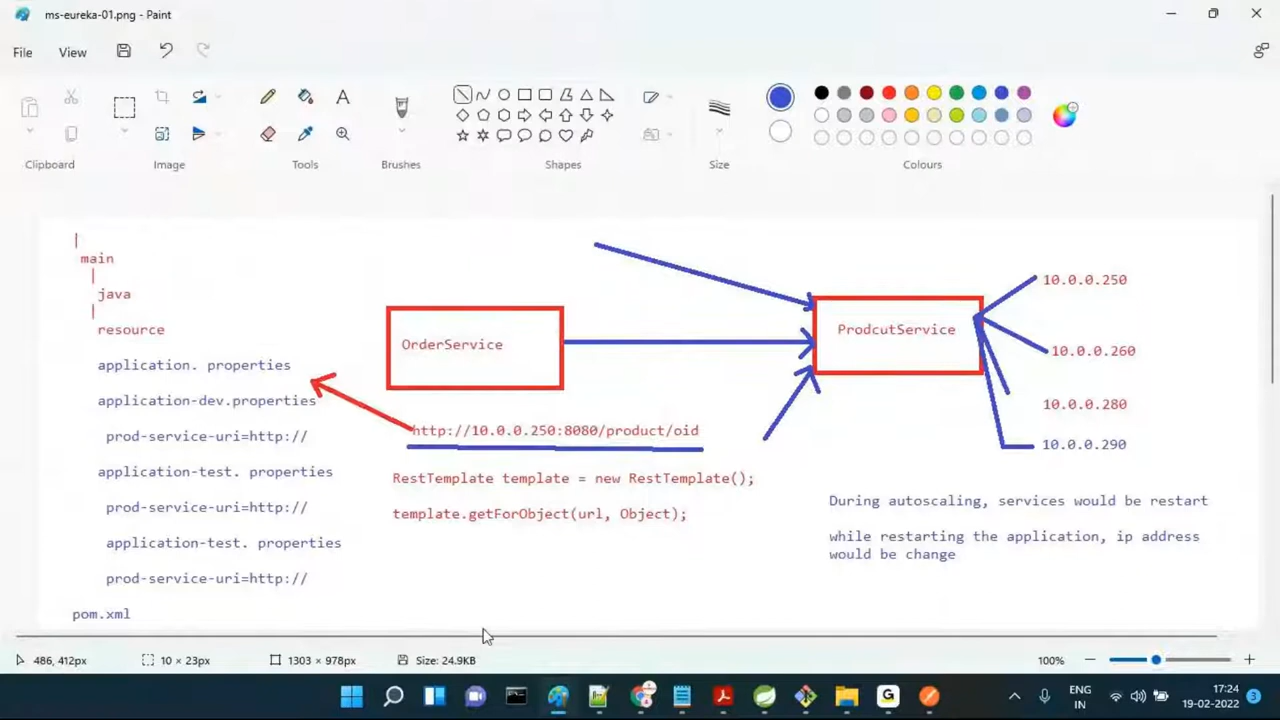 ms-eureka-01.png - Paint
File
View
Clipboard
Image
Tools
Brushes
Shapes
Size
Colours
main
java
resource
application. properties
application-dev.properties
prod-service-uri=http://
application-test. properties
prod-service-uri=http://
application-test. properties
prod-service-uri=http://
pom.xml
OrderService
http://10.0.0.250:8080/product/oid
RestTemplate template = new RestTemplate();
template.getForObject(url, Object);
ProdcutService
10.0.0.250
10.0.0.260
10.0.0.280
10.0.0.290
During autoscaling, services would be restart
while restarting the application, ip address
would be change
486, 412px
10 × 23px
1303 × 978px
Size: 24.9KB
100%
ENG
IN
17:24
19-02-2022
3